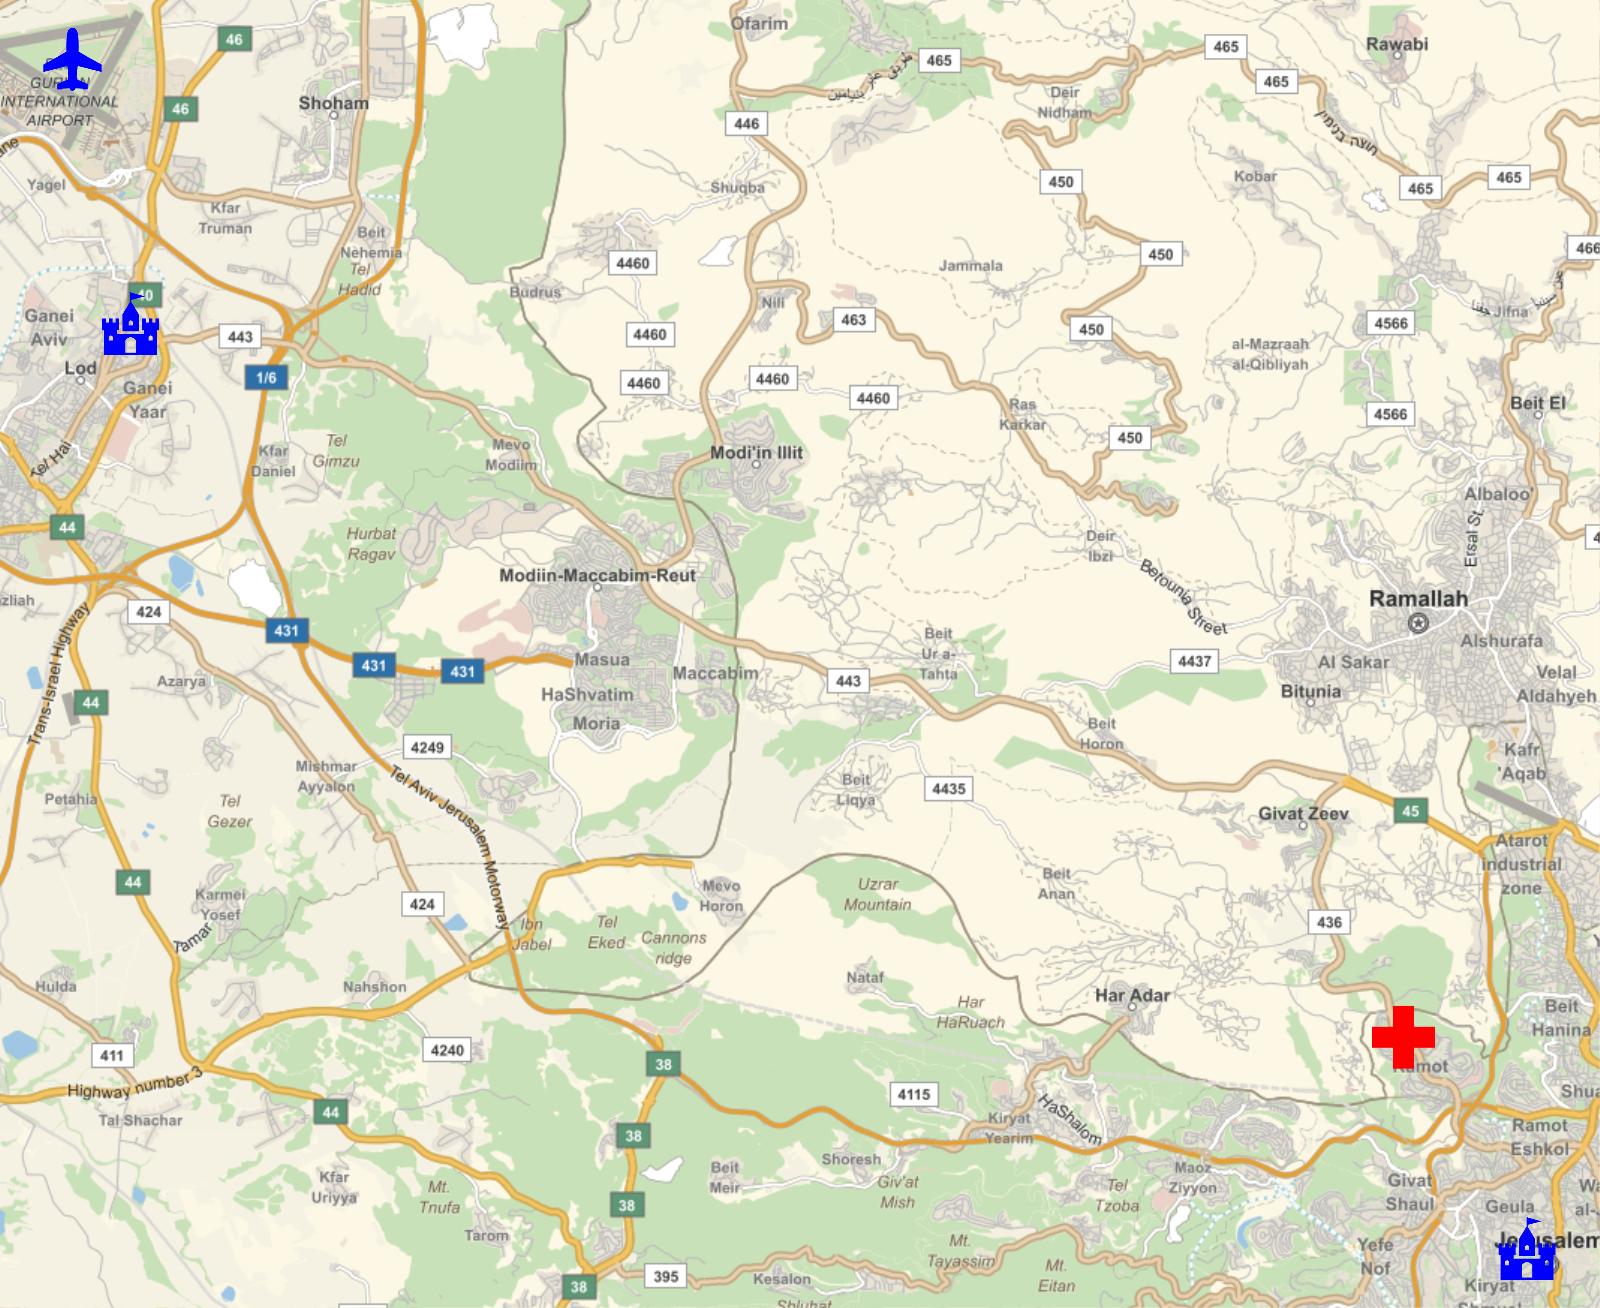 Ofarim
46
465
465
Rawabi
465
GURION
INTERNATIONAL
AIRPORT
46
Shoham
Deir
Nidham
446
Yagel
Shuqba
450
Kobar
465
465
Kfar
Truman
Beit
Nehemia
Tel
Hadid
4460
Jammala
450
466
Budrus
40
Nili
Ganei
Aviv
443
4460
463
450
4566
Jifna
al-Mazraah
al-Qibliyah
Lod
Ganei
Yaar
1/6
4460
4460
4460
Ras
Karkar
4566
Beit El
Tel Hai
Kfar
Daniel
Tel
Gimzu
Mevo
Modiim
Modi'in Illit
450
Albaloo'
44
Hurbat
Ragav
Deir
Ibzi
Ersal St.
Modiin-Maccabim-Reut
Betounia Street
Ramallah
424
431
Beit
Ur a-
Tahta
Alshurafa
Trans-Israel Highway
Azarya
431
431
Masua
Maccabim
443
4437
Al Sakar
Velal
Aldahyeh
44
HaShvatim
Moria
Bitunia
Beit
Horon
4249
Mishmar
Ayyalon
Kafr
'Aqab
Petahia
Tel
Gezer
Tel Aviv Jerusalem Motorway
Beit
Liqya
4435
Givat Zeev
45
Atarot
industrial
zone
44
Karmei
Yosef
424
Mevo
Horon
Uzrar
Mountain
Beit
Anan
Tamar
Ibn
Jabel
Tel
Eked
Cannons
ridge
436
Hulda
Nahshon
Nataf
Har
HaRuach
Har Adar
Beit
Hanina
411
4240
38
Ramot
Highway number 3
44
4115
HaShalom
Tal Shachar
38
Kiryat
Yearim
Ramot
Eshkol
Kfar
Uriyya
Mt.
Tnufa
Beit
Meir
Shoresh
Giv'at
Mish
Tel
Tzoba
Maoz
Ziyyon
Givat
Shaul
Geula
38
Tarom
Mt.
Tayassim
Mt.
Eitan
Yefe
Nof
Jerusalem
38
395
Kesalon
Kiryat
Shluhat